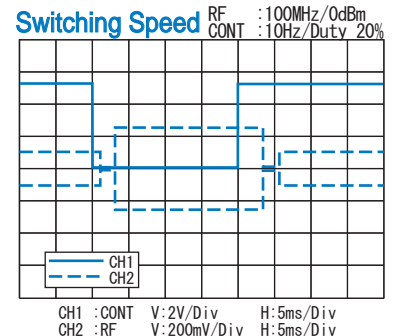 Switching Speed RF :100MHz/0dBm
CONT :10Hz/Duty 20%
CH1
CH2
CH1 :CONT V:2V/Div H:5ms/Div
CH2 :RF V:200mV/Div H:5ms/Div